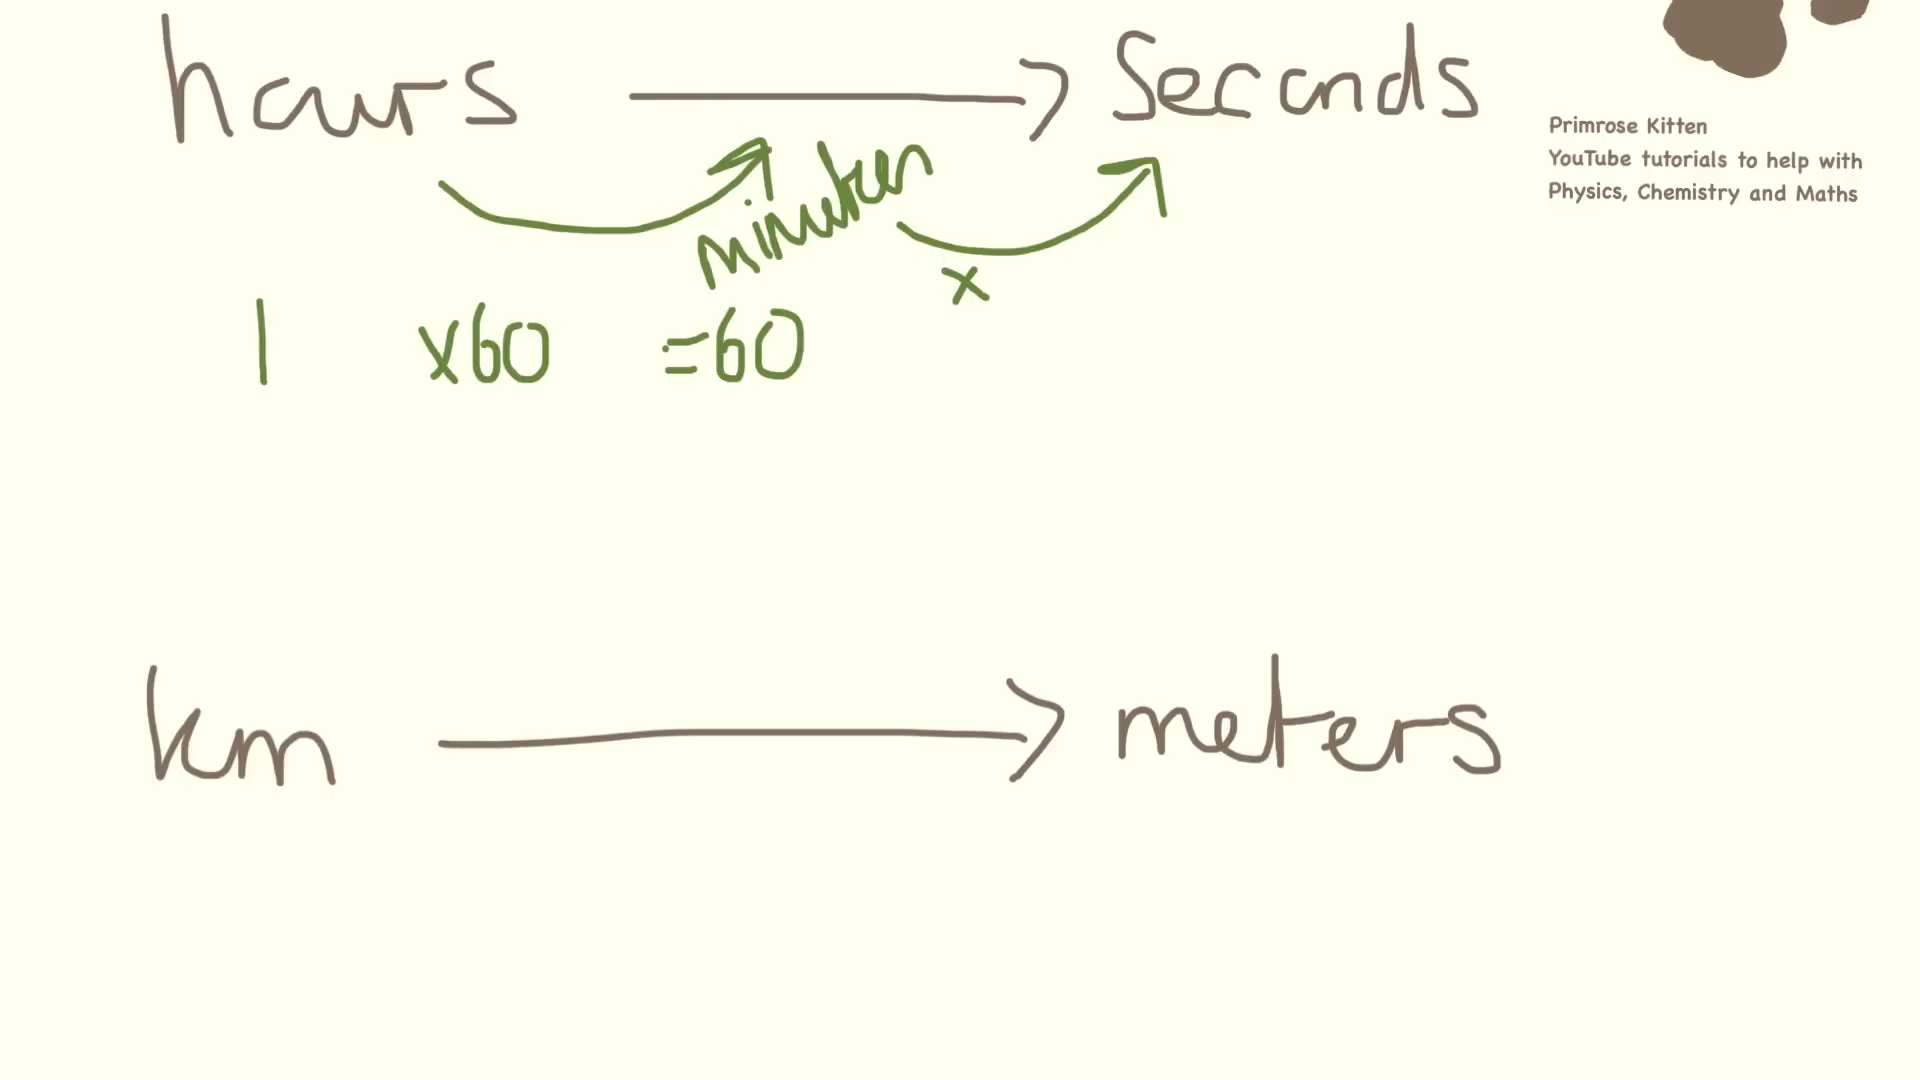 hours → Seconds
Primrose Kitten
YouTube tutorials to help with
Physics, Chemistry and Maths
minutes
x
1 x60 =60
km → meters